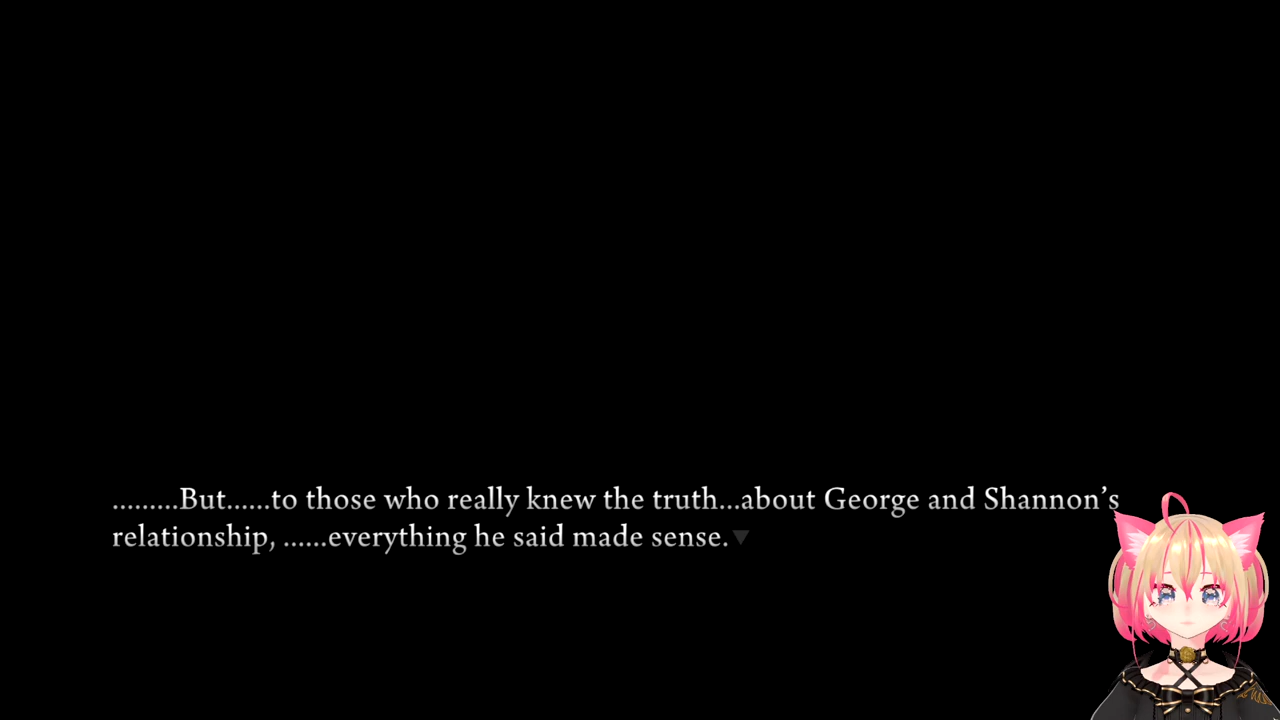 .........But......to those who really knew the truth...about George and Shannon’s
relationship, ......everything he said made sense.